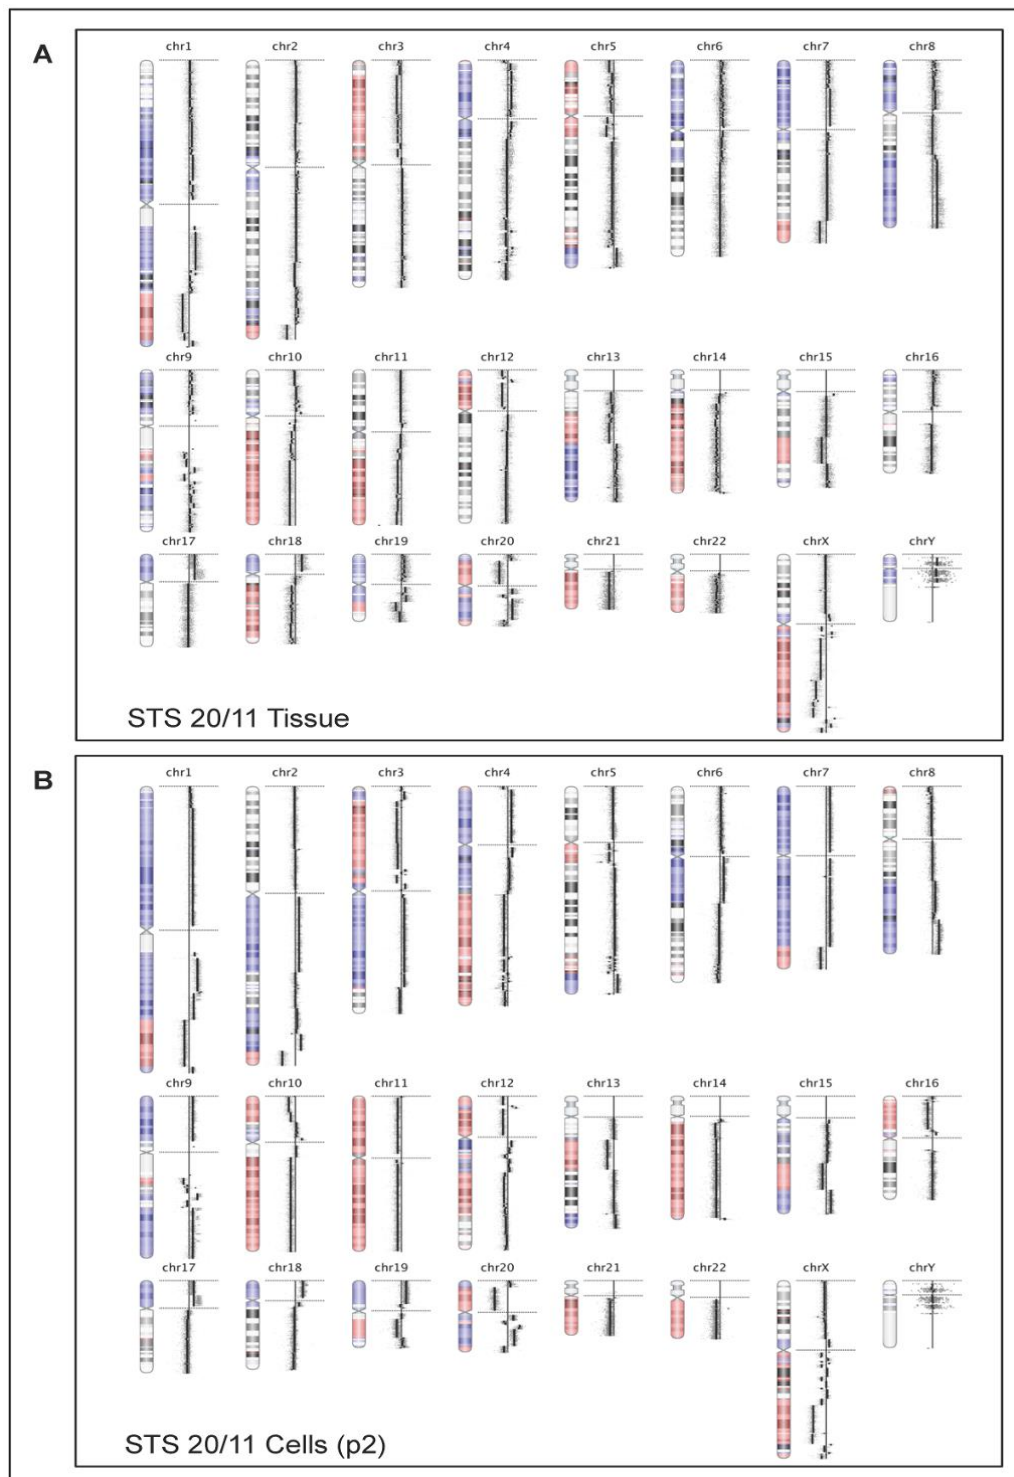 A
chr1 chr2 chr3 chr4 chr5 chr6 chr7 chr8
chr9 chr10 chr11 chr12 chr13 chr14 chr15 chr16
chr17 chr18 chr19 chr20 chr21 chr22 chrX chrY
STS 20/11 Tissue
B
chr1 chr2 chr3 chr4 chr5 chr6 chr7 chr8
chr9 chr10 chr11 chr12 chr13 chr14 chr15 chr16
chr17 chr18 chr19 chr20 chr21 chr22 chrX chrY
STS 20/11 Cells (p2)